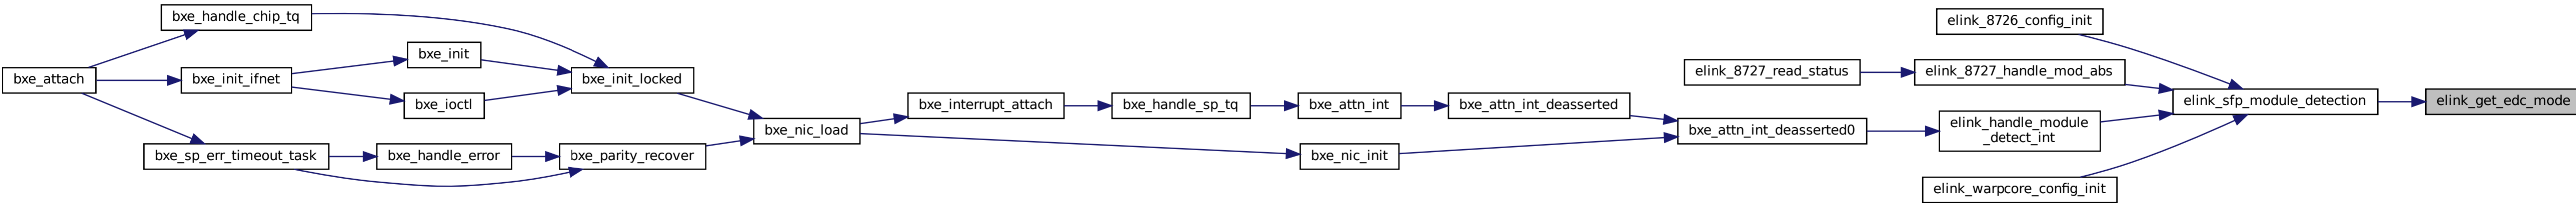 bxe_attach
bxe_handle_chip_tq
bxe_init_ifnet
bxe_sp_err_timeout_task
bxe_init
bxe_ioctl
bxe_handle_error
bxe_init_locked
bxe_parity_recover
bxe_nic_load
bxe_interrupt_attach
bxe_handle_sp_tq
bxe_attn_int
bxe_nic_init
bxe_attn_int_deasserted
elink_8727_read_status
bxe_attn_int_deasserted0
elink_8726_config_init
elink_8727_handle_mod_abs
elink_handle_module
_detect_int
elink_warpcore_config_init
elink_sfp_module_detection
elink_get_edc_mode